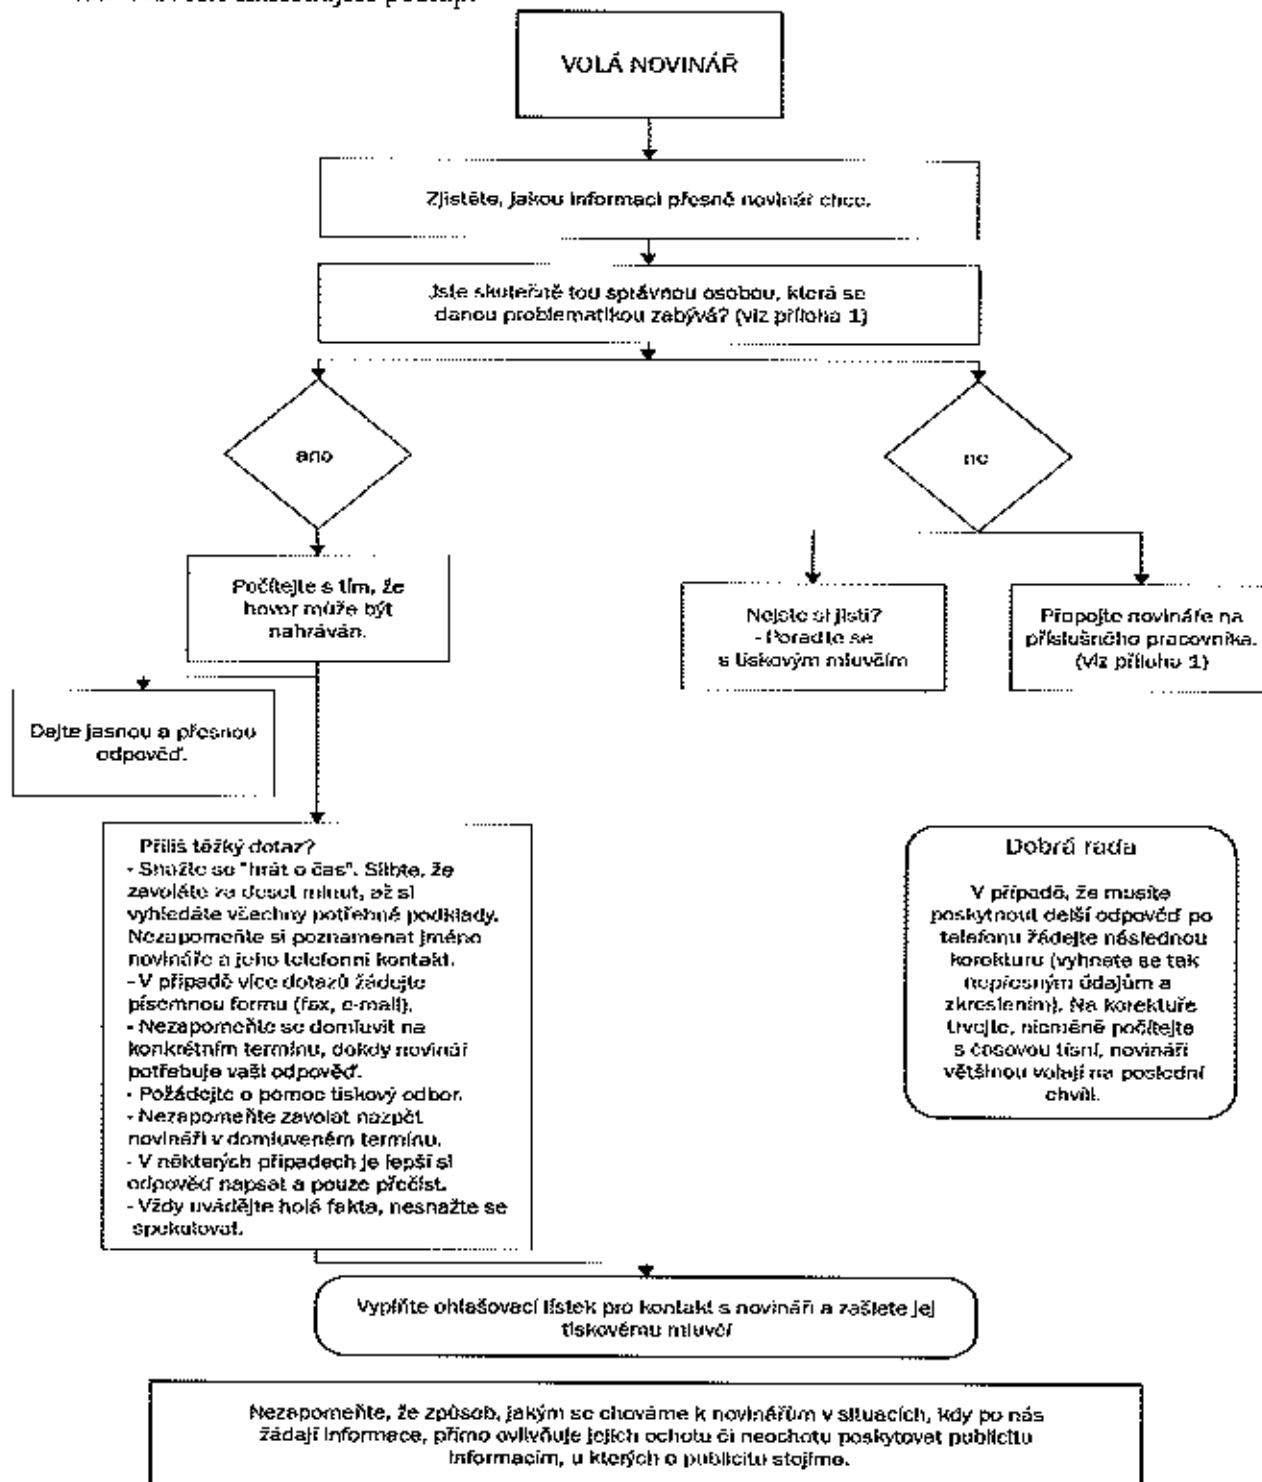 VOLÁ NOVINÁŘ
Zjistěte, jakou informaci přesně novinář chce.
Jste skutečně tou správnou osobou, která se
danou problematikou zabývá? (viz příloha 1)
ano
ne
Počítejte s tím, že
hovor může být
nahráván.
Nejste si jisti?
- Poraďte se
s tiskovým mluvčím
Propojte novináře na
příslušného pracovníka.
(viz příloha 1)
Dejte jasnou a přesnou
odpověď.
Příliš těžký dotaz?
- Snažte se "hrát o čas". Slibte, že
zavoláte za deset minut, až si
vyhledáte všechny potřebné podklady.
Nezapomeňte si poznamenat jméno
novináře a jeho telefonní kontakt.
- V případě více dotazů žádejte
písemnou formu (fax, e-mail).
- Nezapomeňte se domluvit na
konkrétním termínu, dokdy novinář
potřebuje vaši odpověď.
- Požádejte o pomoc tiskový odbor.
- Nezapomeňte zavolat nazpět
novináři v domluveném termínu.
- V některých případech je lepší si
odpověď napsat a pouze přečíst.
- Vždy uvádějte holá fakta, nesnažte se
spekulovat.
Dobrá rada
V případě, že musíte
poskytnout delší odpověď po
telefonu žádejte následnou
korekturu (vyhnete se tak
nepřesným údajům a
zkreslením). Na korektuře
trvejte, nicméně počítejte
s časovou tísní, novináři
většinou volají na poslední
chvíli.
Vyplňte ohlašovací lístek pro kontakt s novináři a zašlete jej
tiskovému mluvčí
Nezapomeňte, že způsob, jakým se chováme k novinářům v situacích, kdy po nás
žádají informace, přímo ovlivňuje jejich ochotu či neochotu poskytovat publicitu
informacím, u kterých o publicitu stojíme.